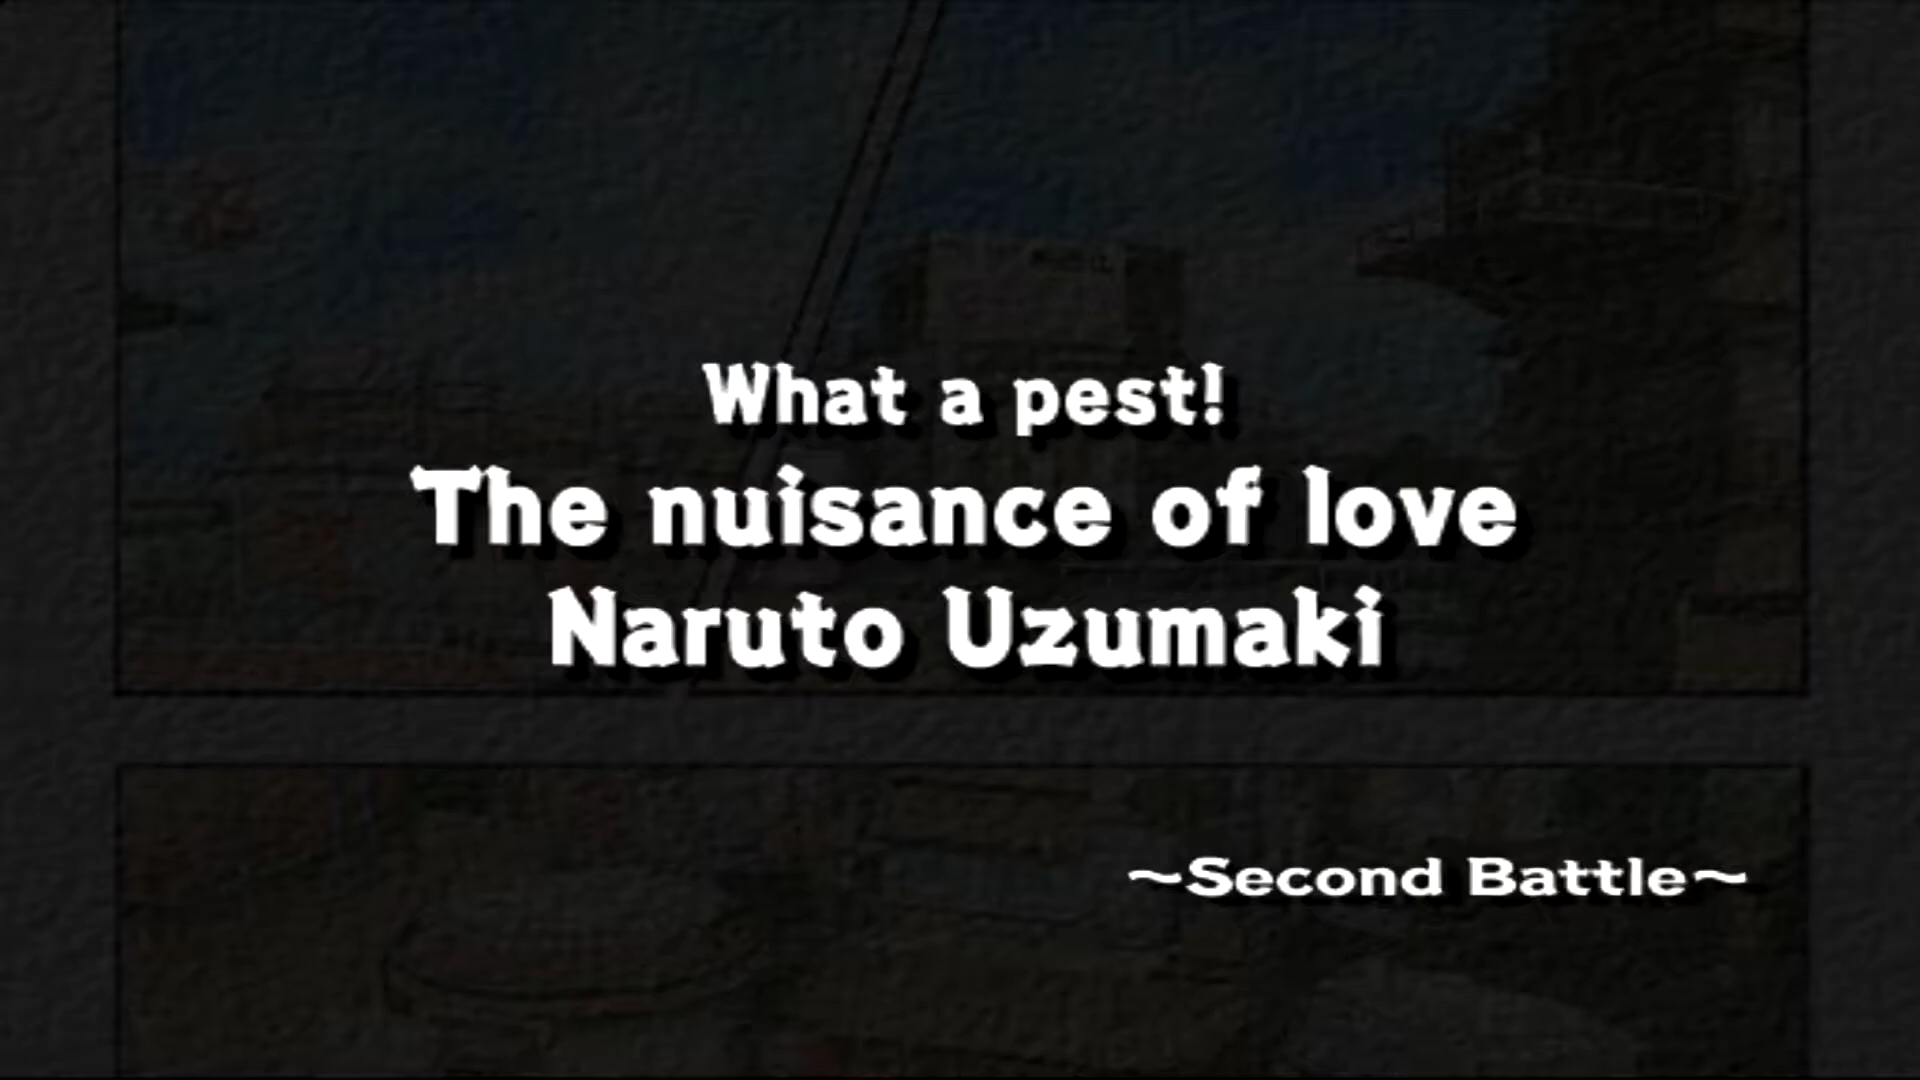 What a pest!
The nuisance of love
Naruto Uzumaki
~Second Battle~